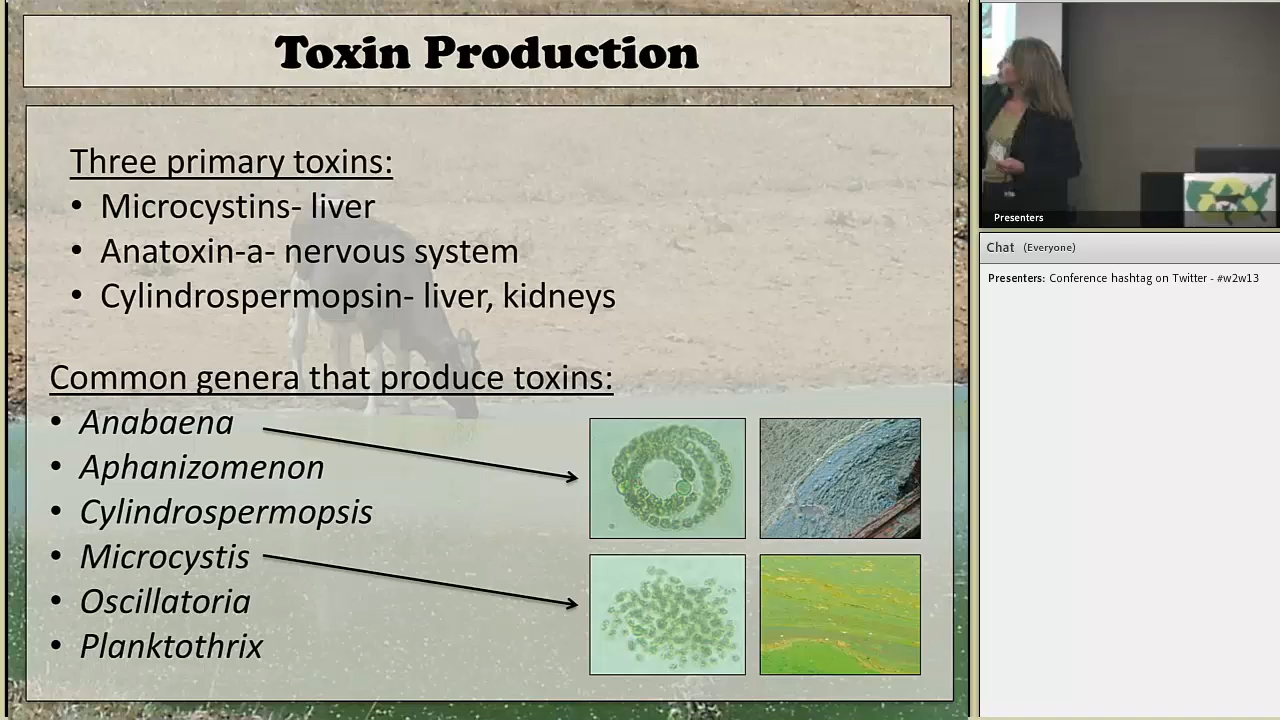 Toxin Production
Three primary toxins:
• Microcystins- liver
• Anatoxin-a- nervous system
• Cylindrospermopsin- liver, kidneys
Common genera that produce toxins:
• Anabaena
• Aphanizomenon
• Cylindrospermopsis
• Microcystis
• Oscillatoria
• Planktothrix
Presenters
Chat (Everyone)
Presenters: Conference hashtag on Twitter - #w2w13